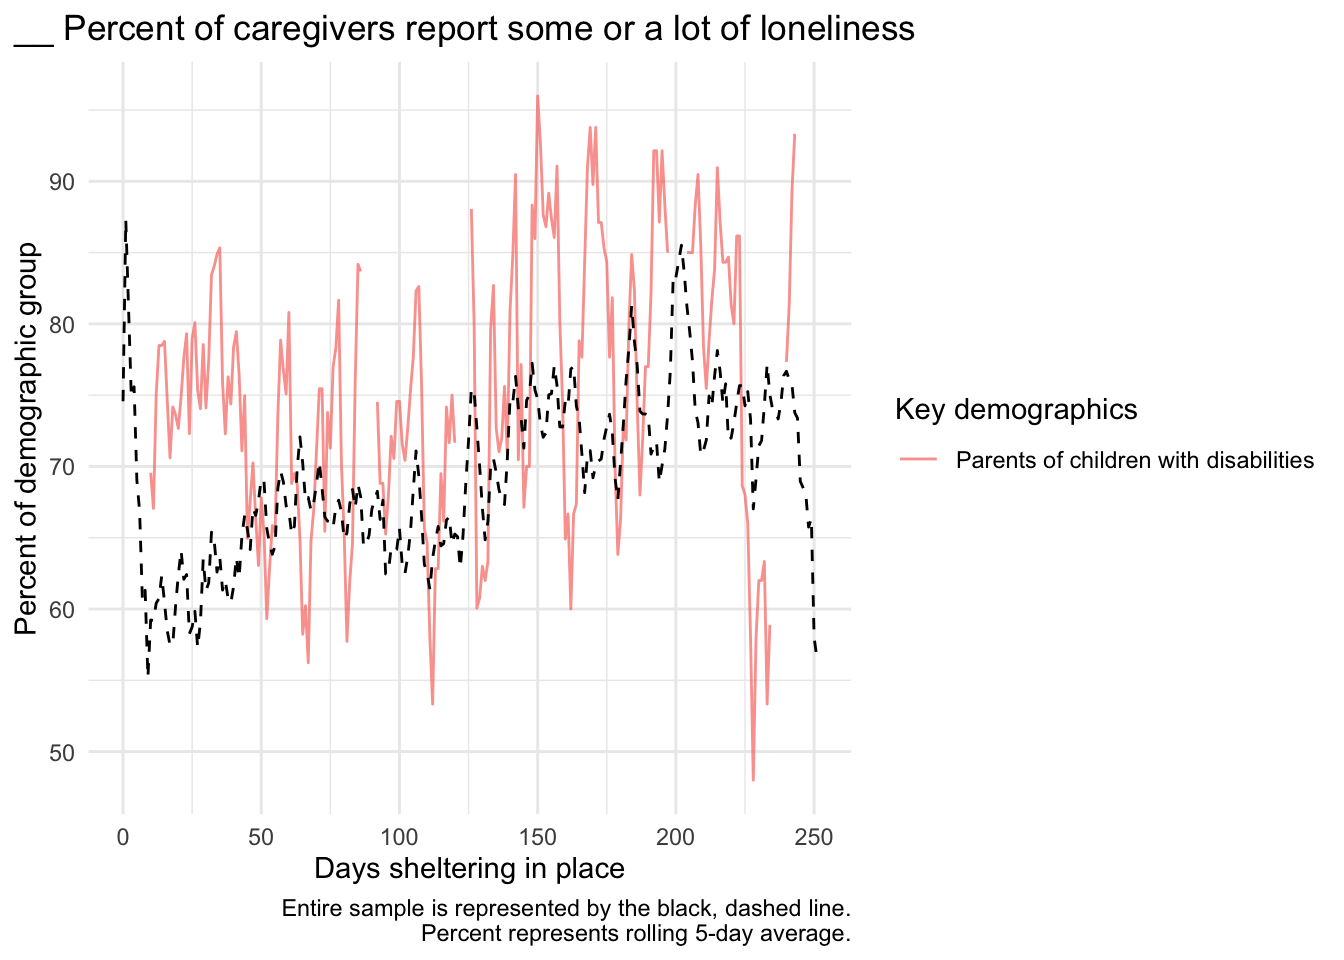 __ Percent of caregivers report some or a lot of loneliness
Percent of demographic group
90
80
70
60
50
0 50 100 150 200 250
Days sheltering in place
Key demographics
Parents of children with disabilities
Entire sample is represented by the black, dashed line.
Percent represents rolling 5-day average.